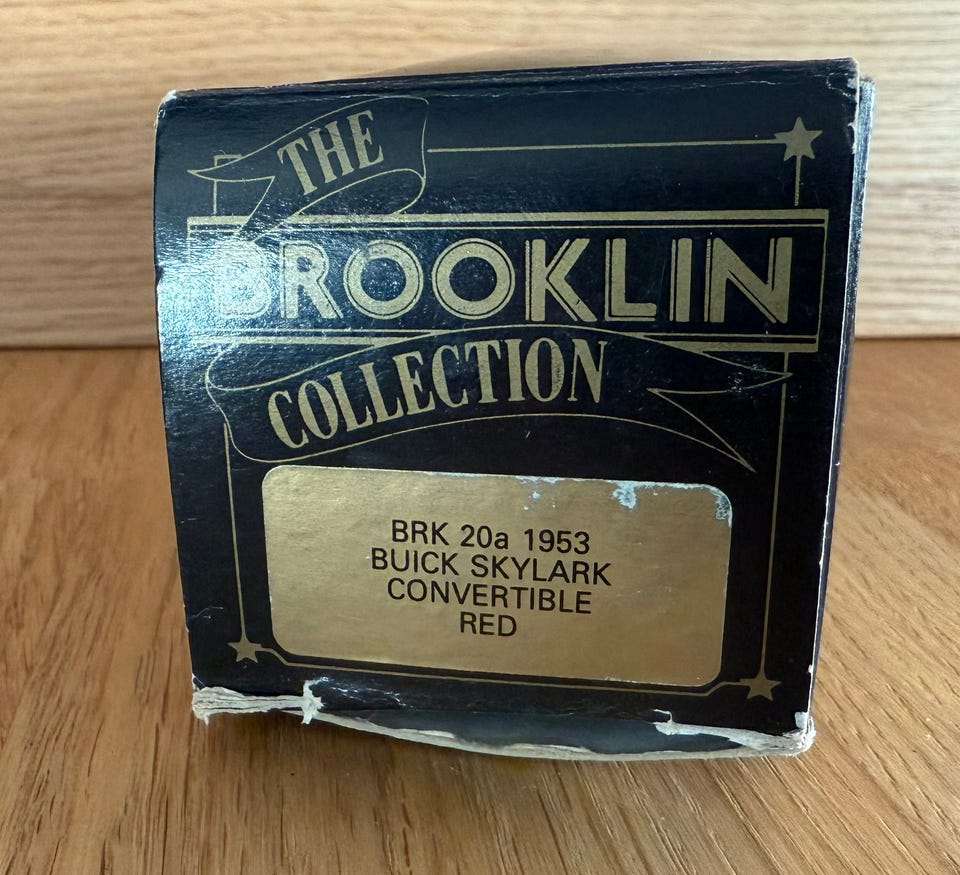 THE
BROOKLIN
COLLECTION
BRK 20a 1953
BUICK SKYLARK
CONVERTIBLE
RED